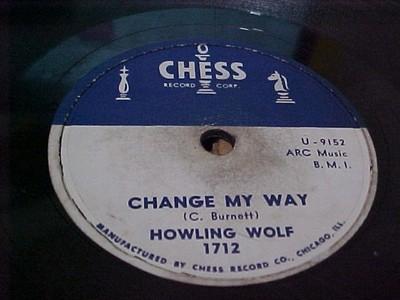 CHESS
RECORD CORP.
U-9152
ARC Music
B.M.I.
CHANGE MY WAY
(C. Burnett)
HOWLING WOLF
1712
MANUFACTURED BY CHESS RECORD CO., CHICAGO, ILL.